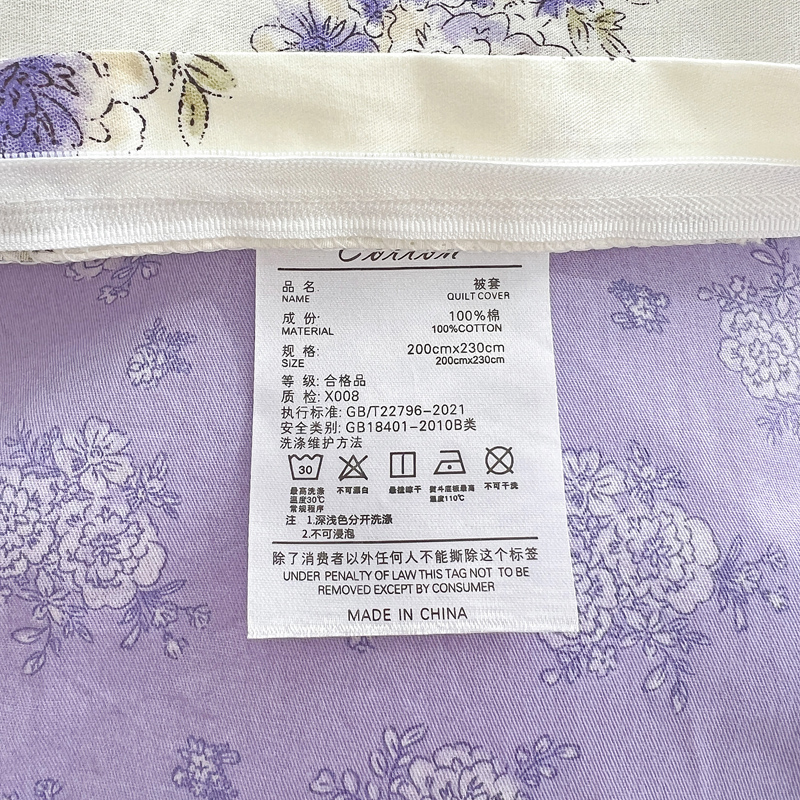 Cotton
品 名 被套
NAME QUILT COVER
成 份· 100%棉
MATERIAL 100%COTTON
规 格: 200cmx230cm
SIZE 200cmx230cm
等 级: 合格品
质 检: X008
执行标准: GB/T22796-2021
安全类别: GB18401-2010B类
洗涤维护方法
30
最高洗涤温度30℃常规程序 不可漂白 悬挂晾干 熨斗底板最高温度110℃ 不可干洗
注 1.深浅色分开洗涤
2.不可浸泡
除了消费者以外任何人不能撕除这个标签
UNDER PENALTY OF LAW THIS TAG NOT TO BE
REMOVED EXCEPT BY CONSUMER
MADE IN CHINA